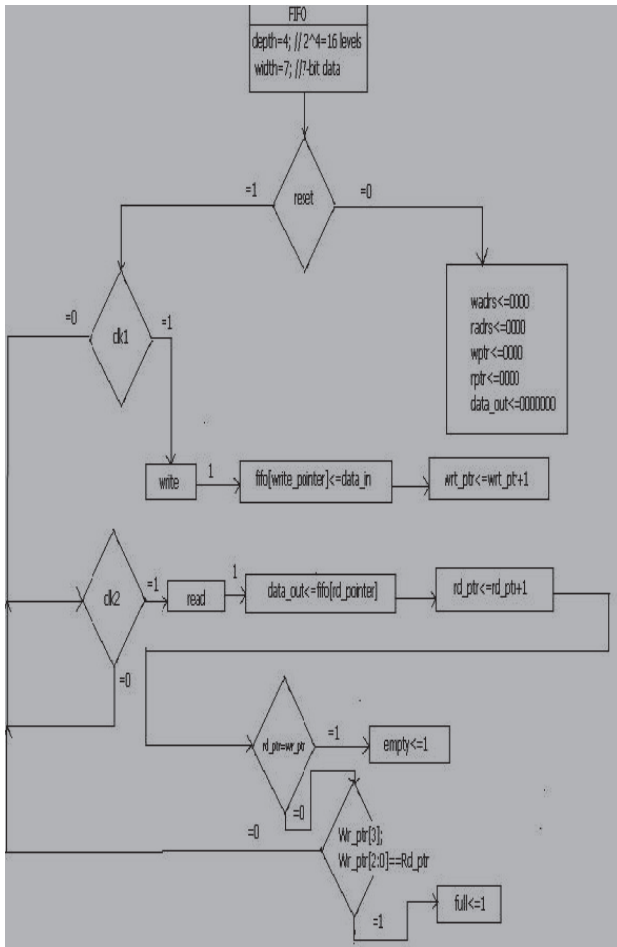 FIFO
depth=4; //2^4=16 levels
width=7; //7-bit data
reset
=1
=0
wadrs<=0000
radrs<=0000
wptr<=0000
rptr<=0000
data_out<=0000000
=0
clk1
=1
write
1
fifo[write_pointer]<=data_in
wrt_ptr<=wrt_ptr+1
clk2
=1
read
1
data_out<=fifo[rd_pointer]
rd_ptr<=rd_ptr+1
=0
rd_ptr=wr_ptr
=1
empty<=1
=0
=0
Wr_ptr[3];
Wr_ptr[2:0]==Rd_ptr
=1
full<=1